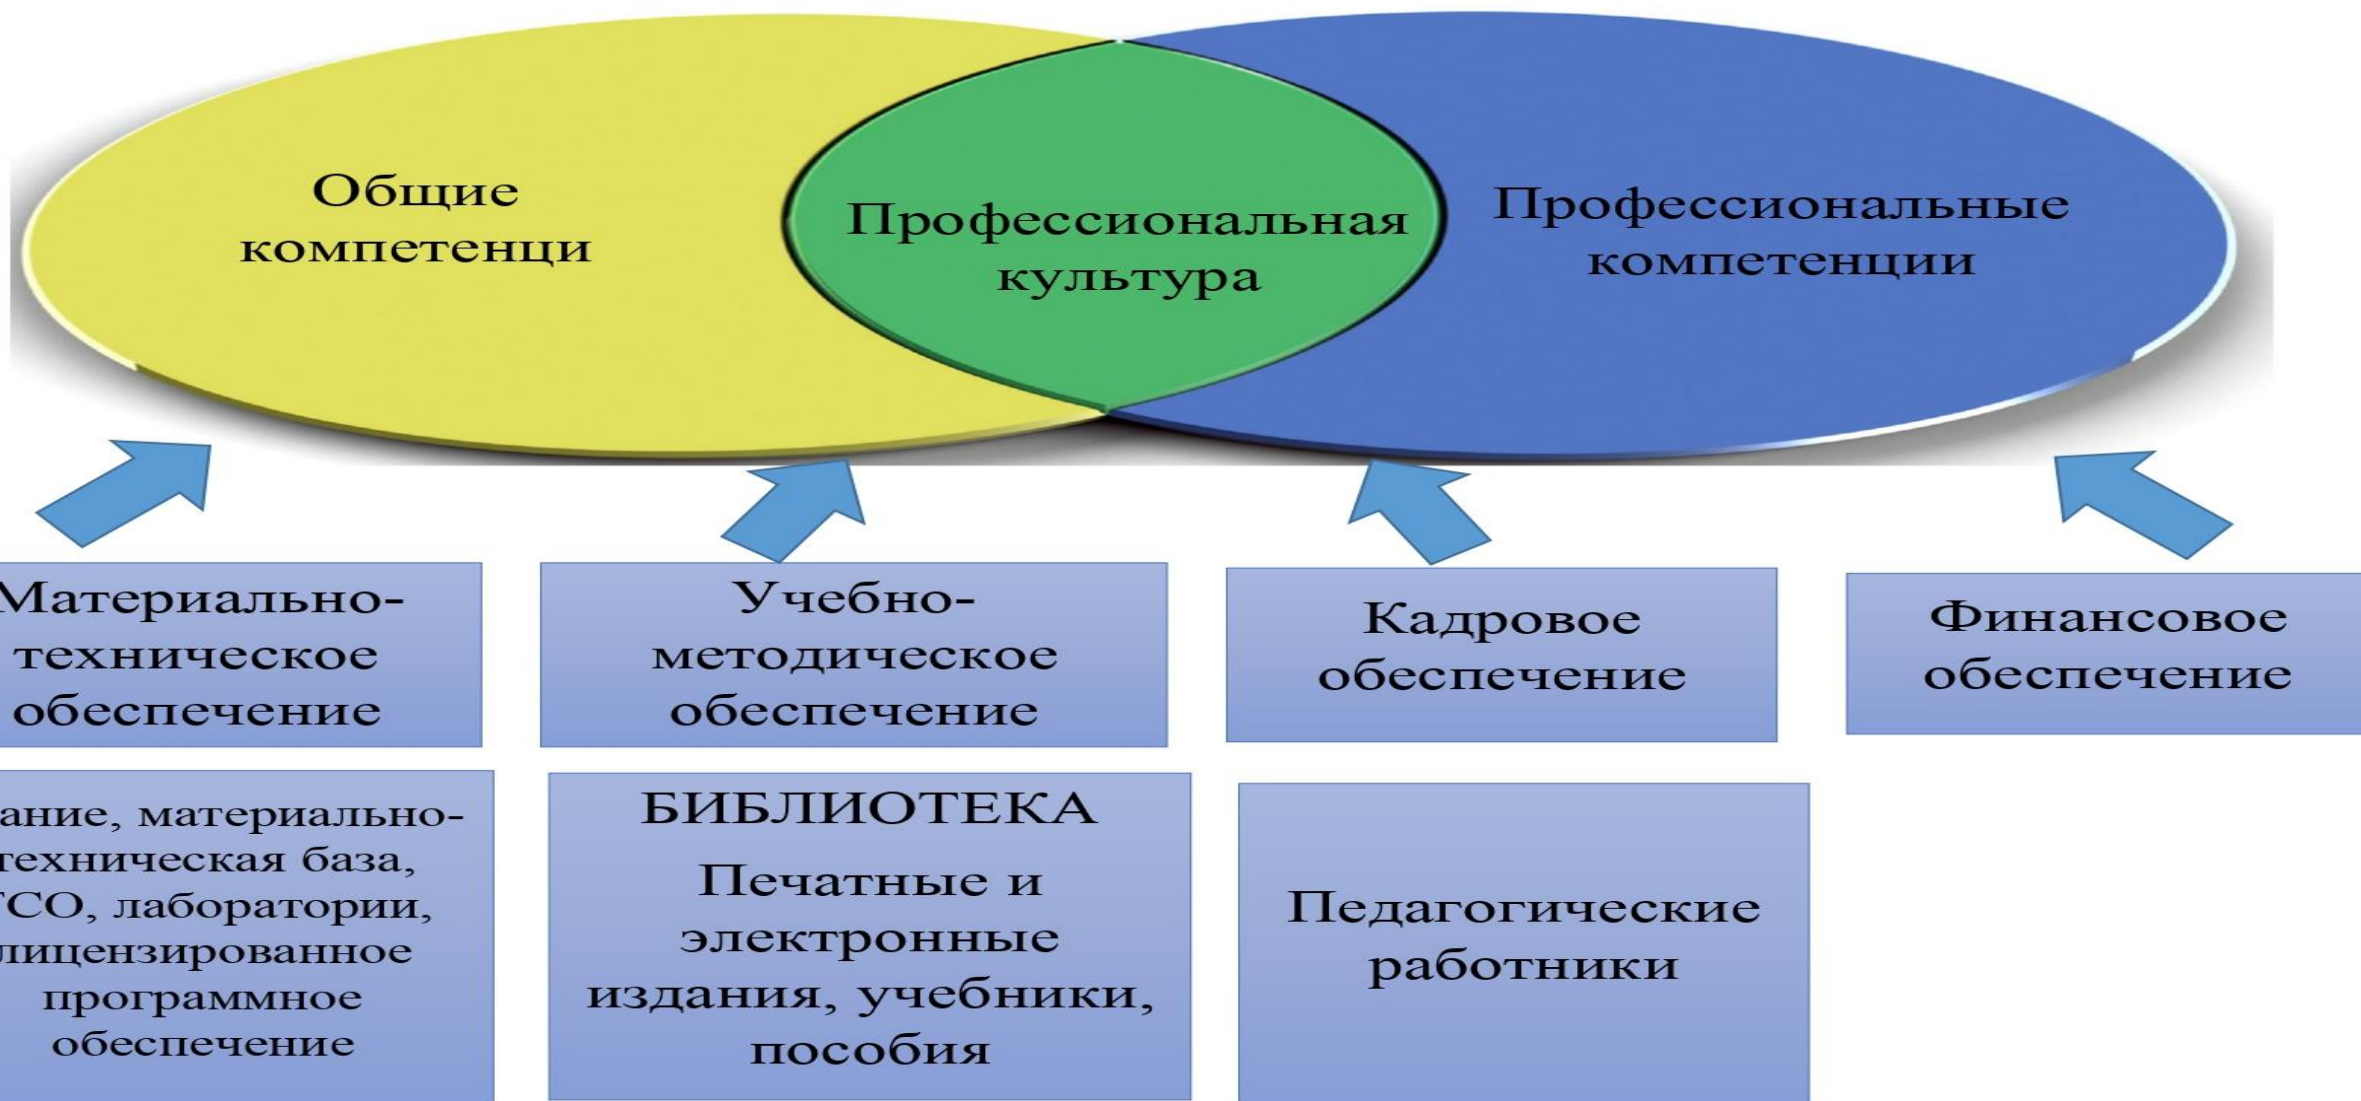 Общие
компетенци
Профессиональная
культура
Профессиональные
компетенции
Материально-
техническое
обеспечение
Учебно-
методическое
обеспечение
Кадровое
обеспечение
Финансовое
обеспечение
материально-
техническая база,
ТСО, лаборатории,
лицензированное
программное
обеспечение
БИБЛИОТЕКА
Печатные и
электронные
издания, учебники,
пособия
Педагогические
работники